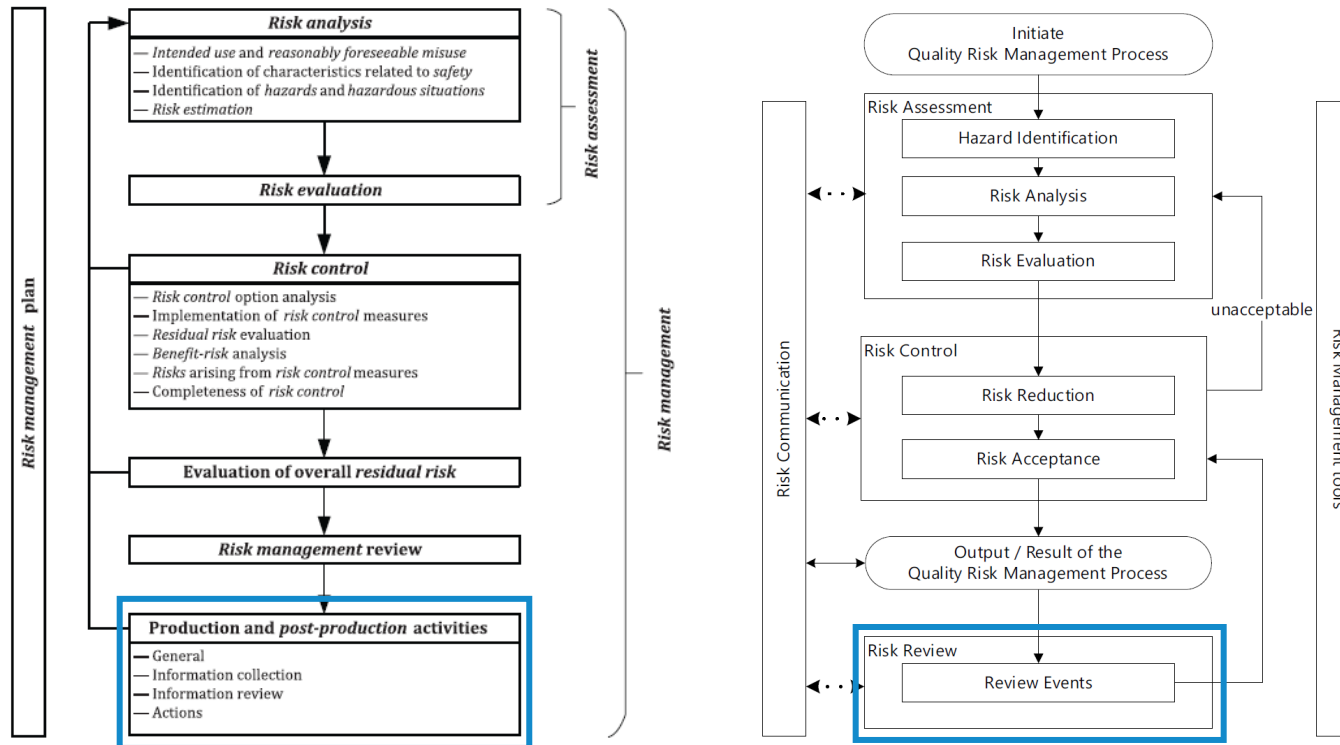 Risk management plan
Risk analysis
— Intended use and reasonably foreseeable misuse
— Identification of characteristics related to safety
— Identification of hazards and hazardous situations
— Risk estimation
Risk evaluation
Risk assessment
Risk control
— Risk control option analysis
— Implementation of risk control measures
— Residual risk evaluation
— Benefit-risk analysis
— Risks arising from risk control measures
— Completeness of risk control
Evaluation of overall residual risk
Risk management review
Production and post-production activities
— General
— Information collection
— Information review
— Actions
Risk management
Initiate
Quality Risk Management Process
Risk Communication
Risk Assessment
Hazard Identification
Risk Analysis
Risk Evaluation
unacceptable
Risk Control
Risk Reduction
Risk Acceptance
Output / Result of the
Quality Risk Management Process
Risk Review
Review Events
Risk Management tools